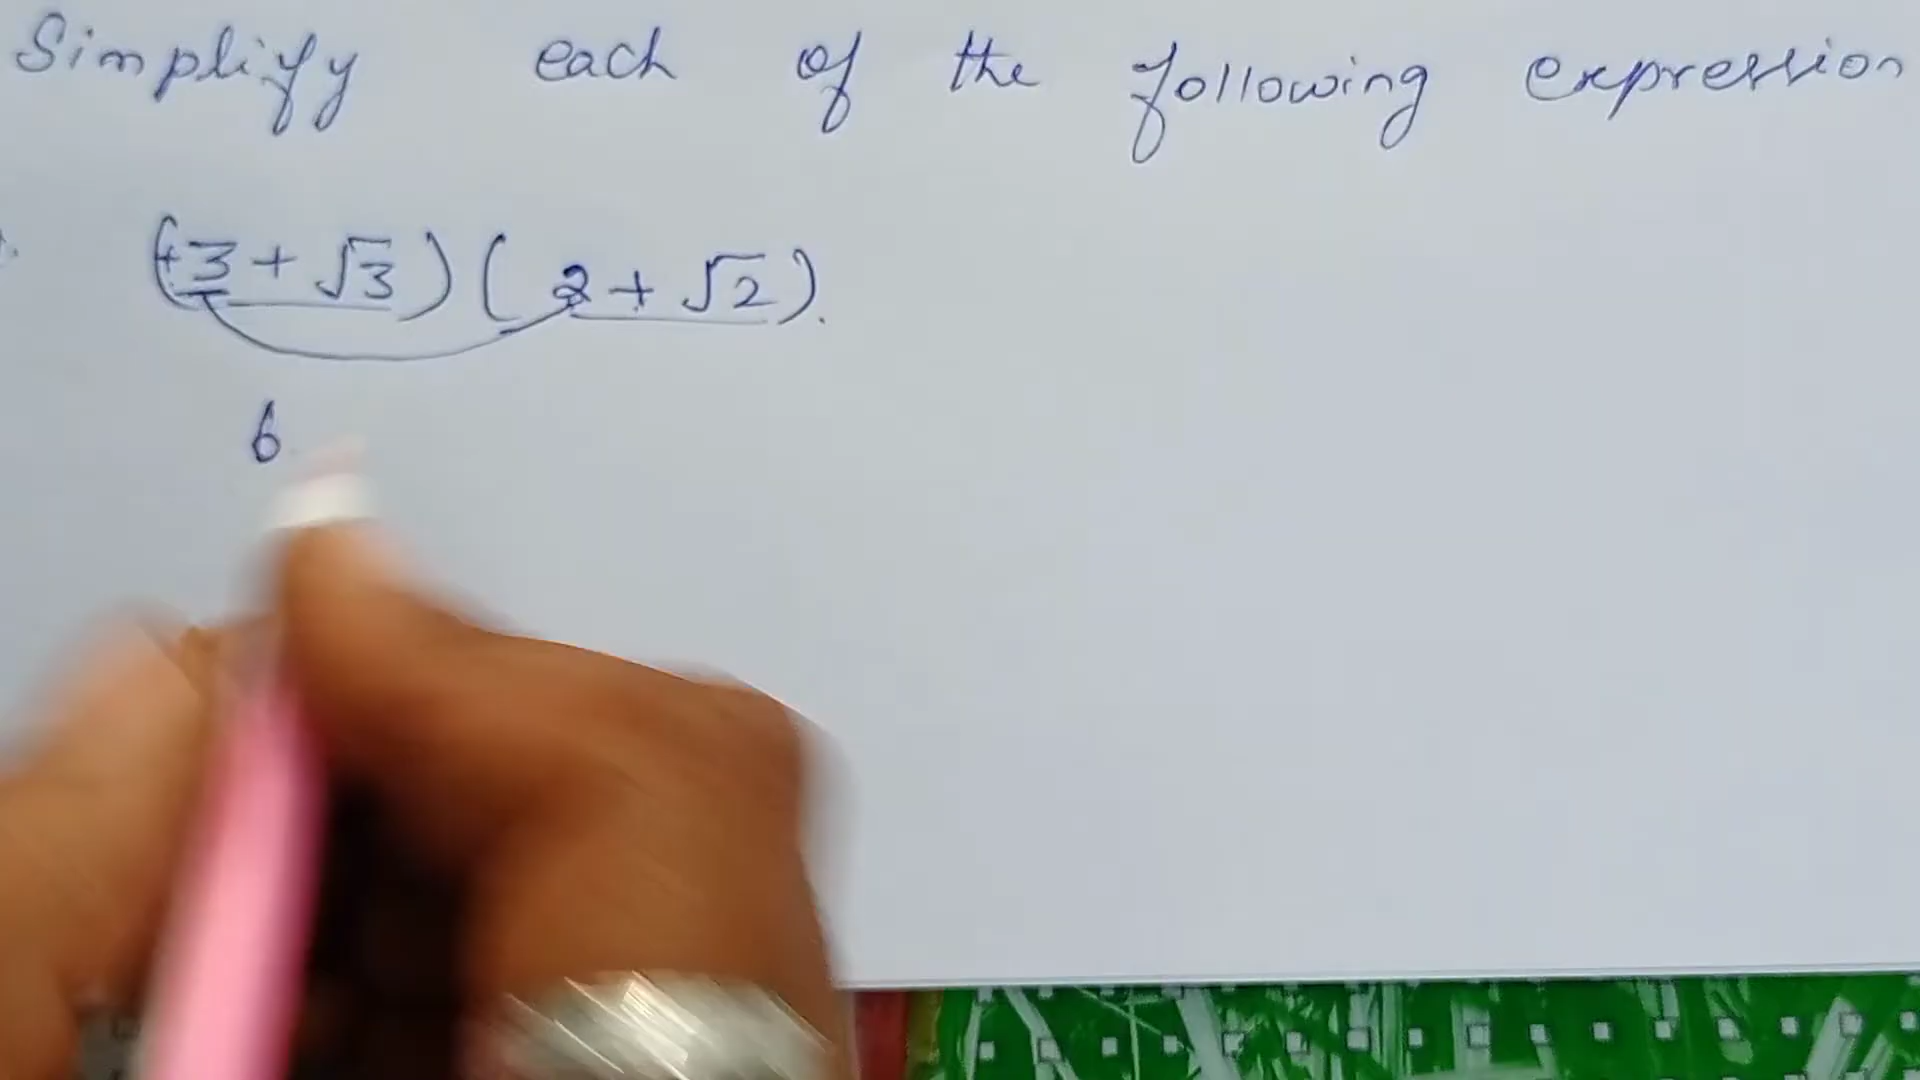 Simplify each of the following expression
(+3 + √3) (2 + √2).
6